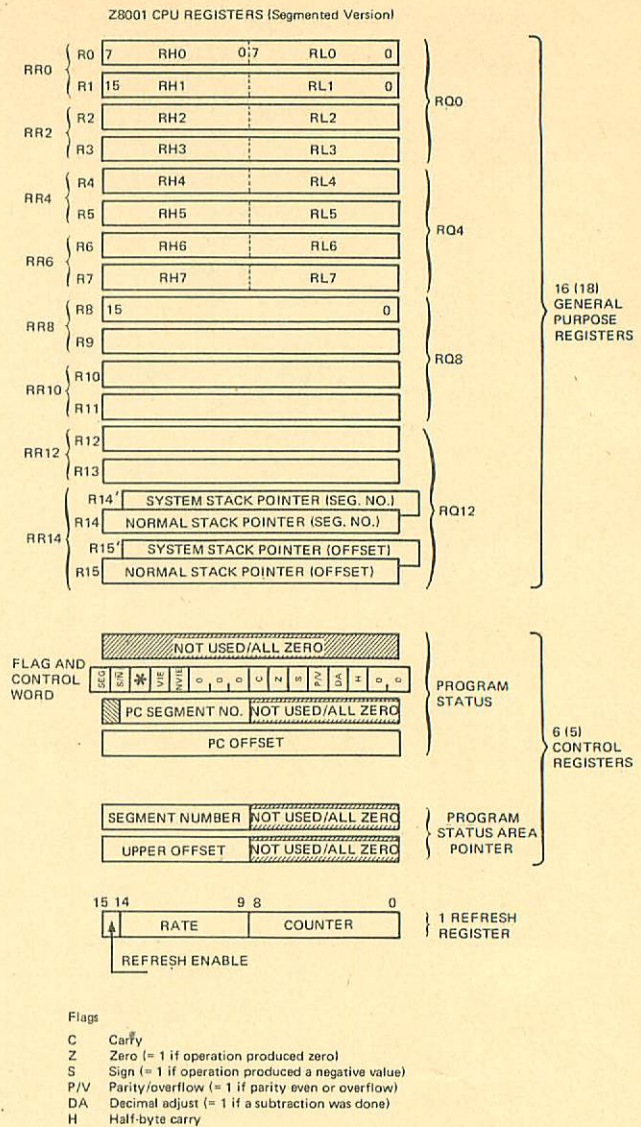 Z8001 CPU REGISTERS (Segmented Version)
RR0 R0 7 RH0 0 7 RL0 0
R1 15 RH1 RL1 0
RQ0
RR2 R2 RH2 RL2
R3 RH3 RL3
RR4 R4 RH4 RL4
R5 RH5 RL5
RQ4
RR6 R6 RH6 RL6
R7 RH7 RL7
16 (18)
GENERAL
PURPOSE
REGISTERS
RR8 R8 15 0
R9
RQ8
RR10 R10
R11
RR12 R12
R13
RQ12
RR14 R14' SYSTEM STACK POINTER (SEG. NO.)
R14 NORMAL STACK POINTER (SEG. NO.)
R15' SYSTEM STACK POINTER (OFFSET)
R15 NORMAL STACK POINTER (OFFSET)
NOT USED/ALL ZERO
FLAG AND
CONTROL
WORD
SEG S/N̅ * VIE NVIE 0 0 0 C Z S P/V DA H 0 0
PROGRAM
STATUS
PC SEGMENT NO. NOT USED/ALL ZERO
PC OFFSET
6 (5)
CONTROL
REGISTERS
SEGMENT NUMBER NOT USED/ALL ZERO
UPPER OFFSET NOT USED/ALL ZERO
PROGRAM
STATUS AREA
POINTER
15 14 9 8 0
RATE COUNTER
1 REFRESH
REGISTER
REFRESH ENABLE
Flags
C Carry
Z Zero (= 1 if operation produced zero)
S Sign (= 1 if operation produced a negative value)
P/V Parity/overflow (= 1 if parity even or overflow)
DA Decimal adjust (= 1 if a subtraction was done)
H Half-byte carry